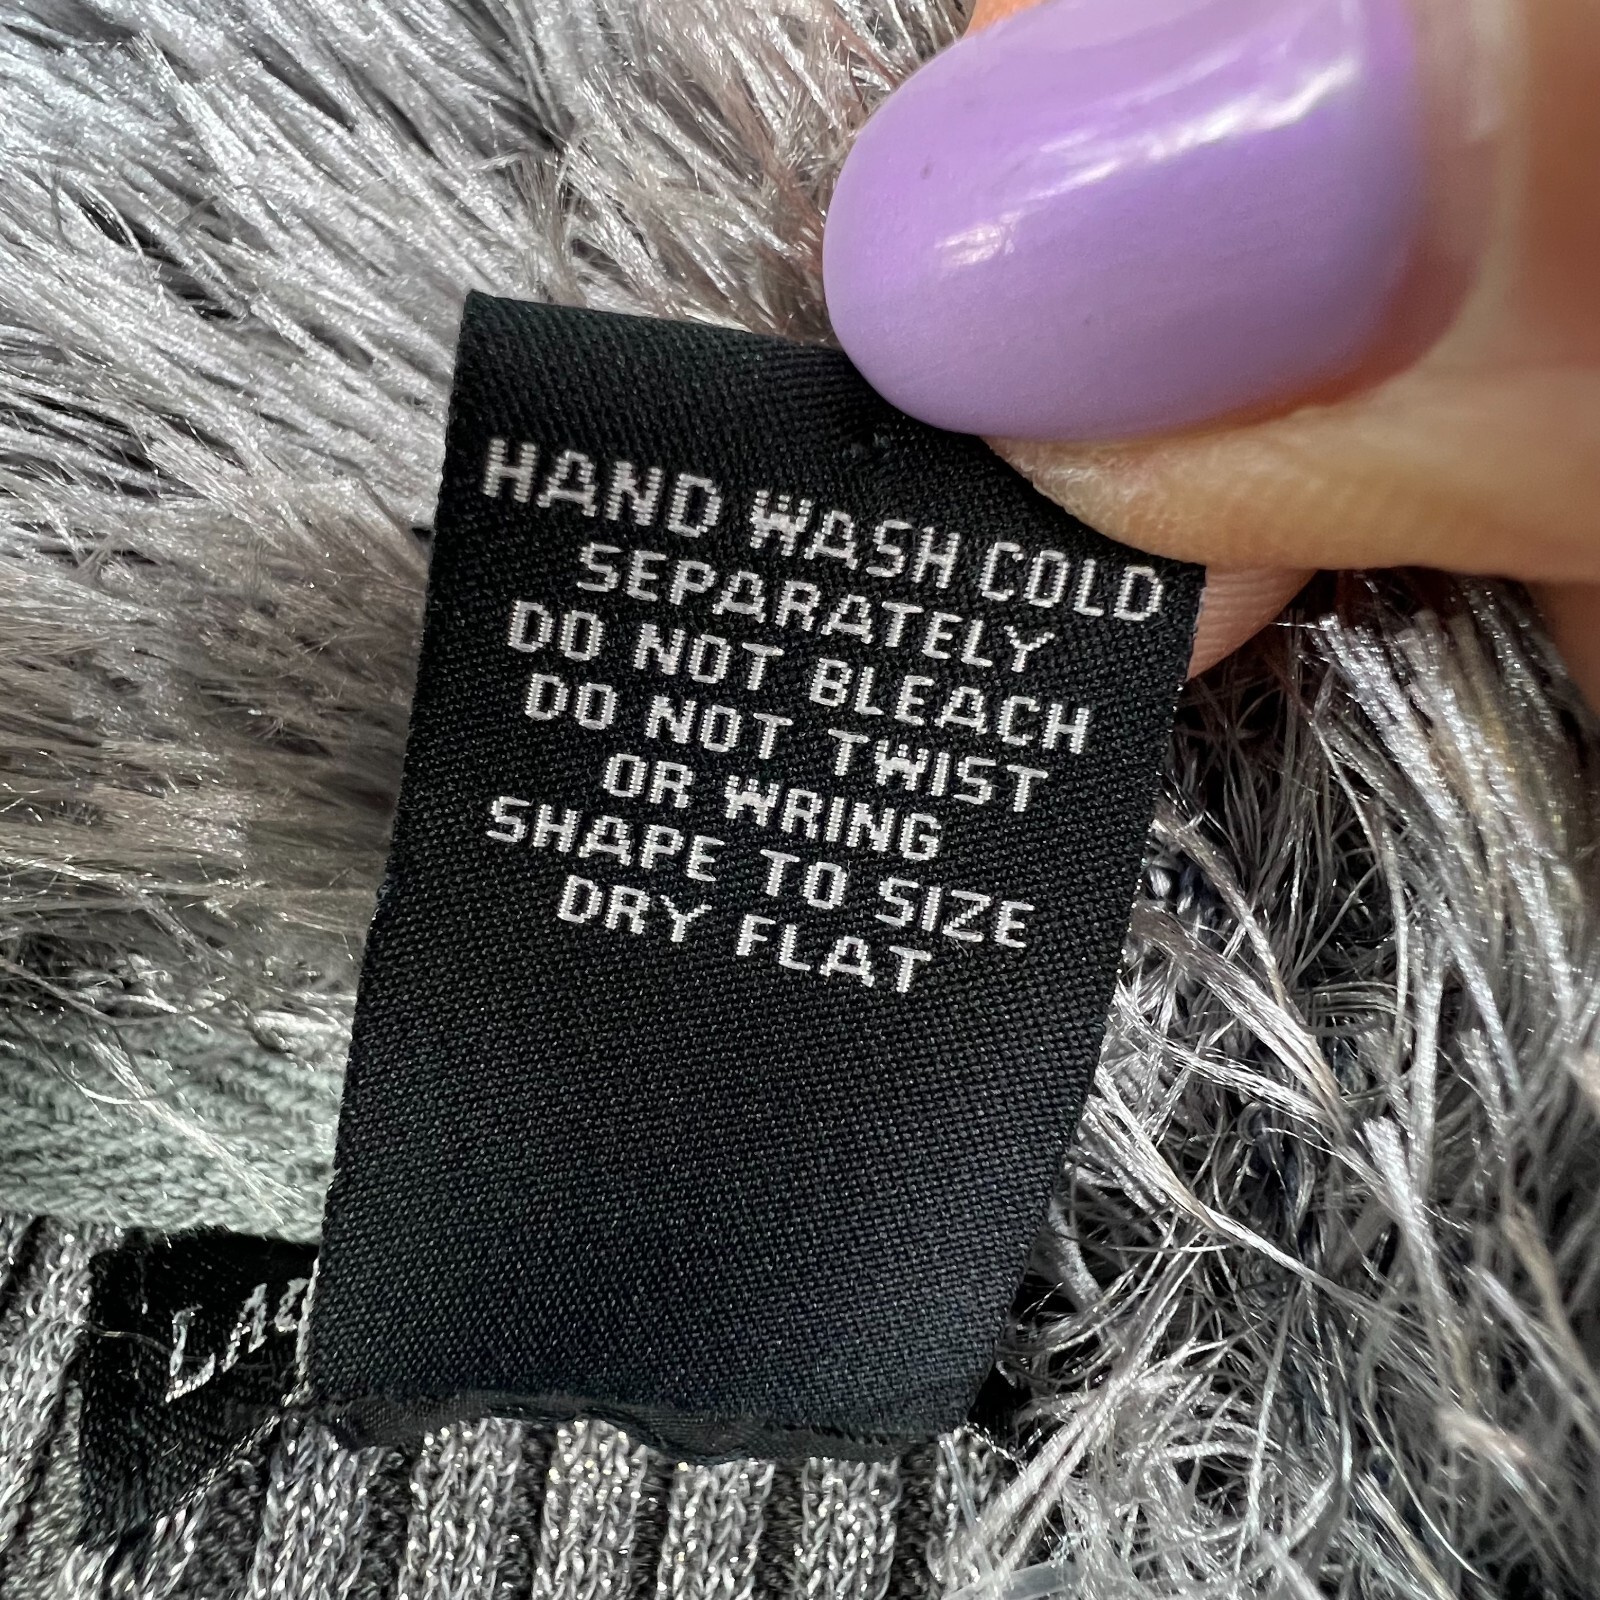 HAND WASH COLD
SEPARATELY
DO NOT BLEACH
DO NOT TWIST
OR WRING
SHAPE TO SIZE
DRY FLAT